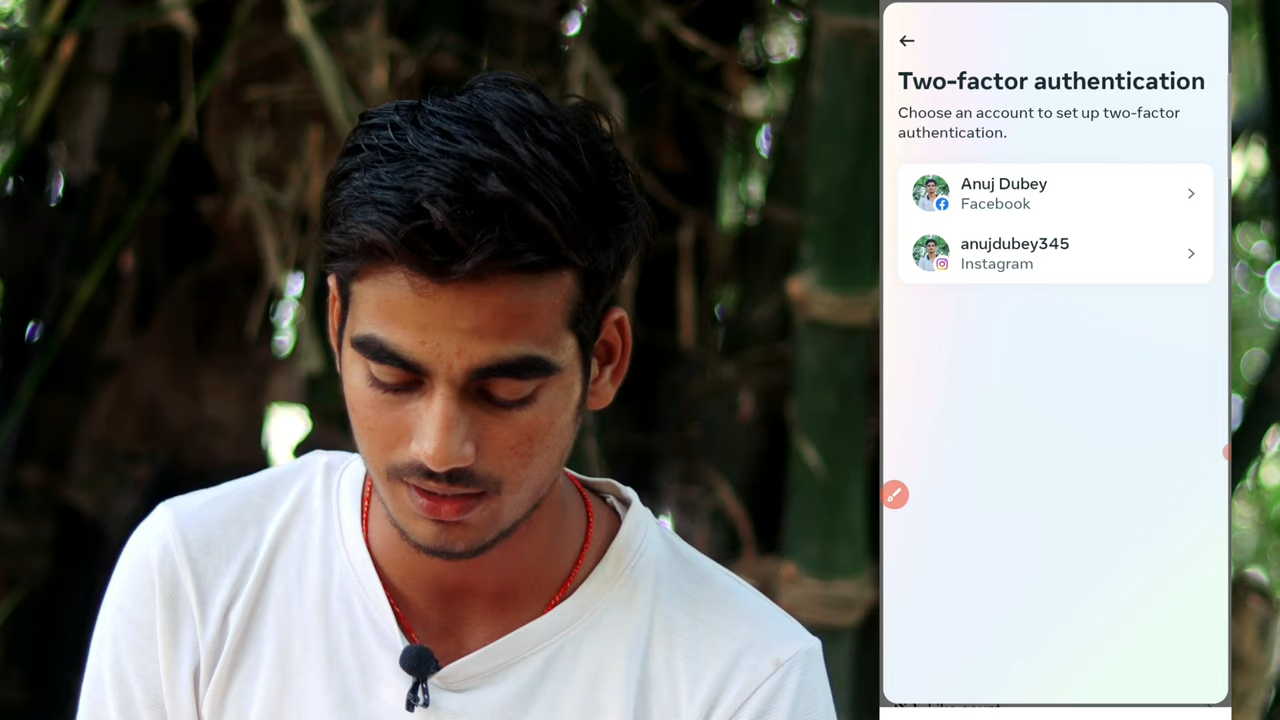 Two-factor authentication
Choose an account to set up two-factor
authentication.
Anuj Dubey
Facebook
anujdubey345
Instagram